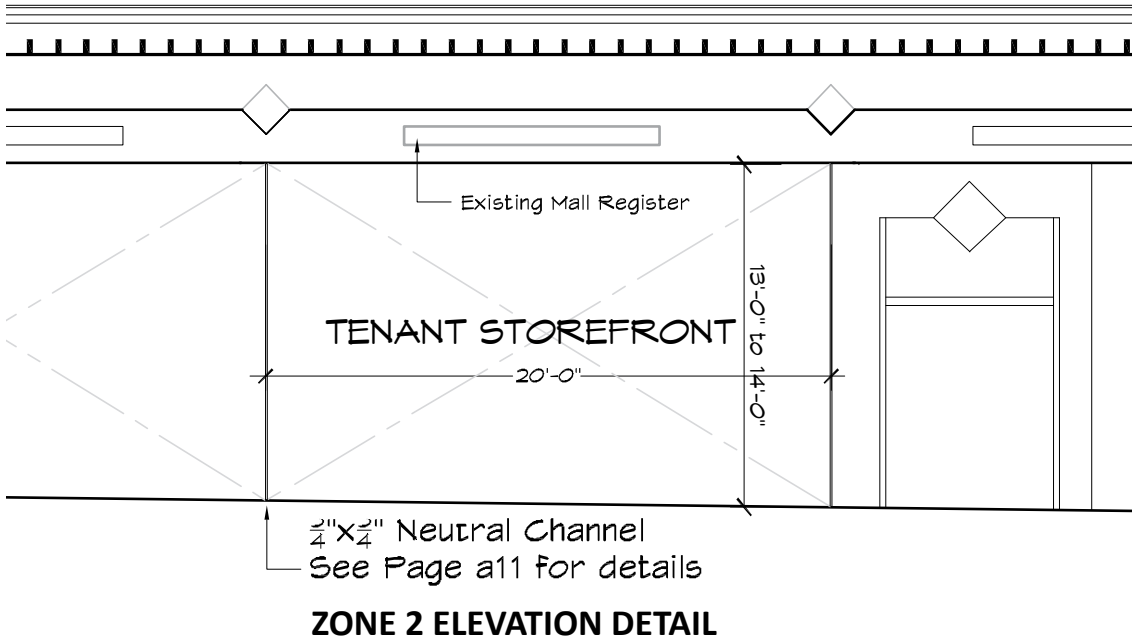 Existing Mall Register
TENANT STOREFRONT
20'-0"
13'-0" to 14'-0"
3/4"x3/4" Neutral Channel
See Page a11 for details
ZONE 2 ELEVATION DETAIL